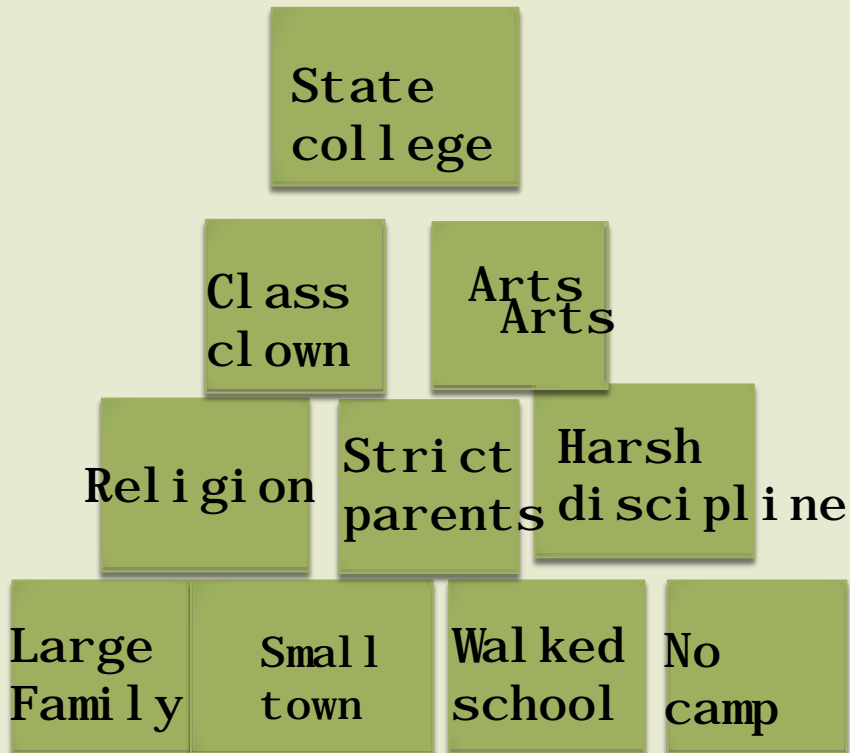 State
college
Class
clown
Arts
Arts
Religion
Strict
parents
Harsh
discipline
Large
Family
Small
town
Walked
school
No
camp